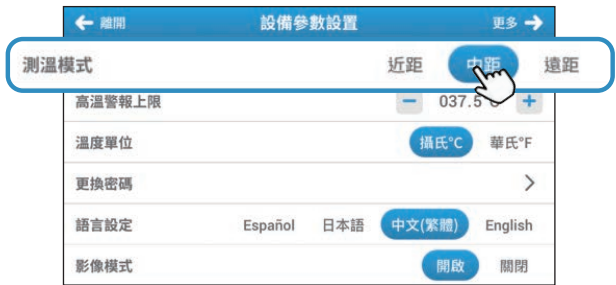 ← 離開 設備參數設置 更多 →
測溫模式 近距 中距 遠距
高溫警報上限 − 037.5°C +
溫度單位 攝氏°C 華氏°F
更換密碼 >
語言設定 Español 日本語 中文(繁體) English
影像模式 開啟 關閉